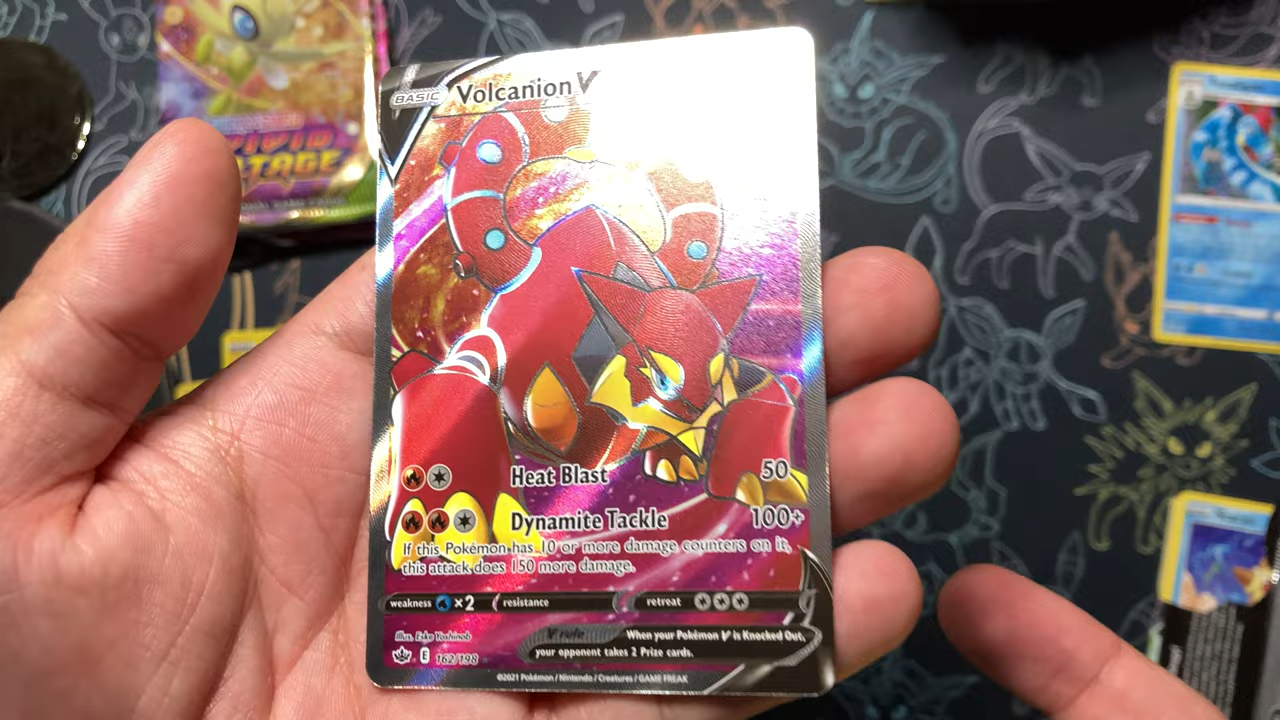 BASIC Volcanion V
Heat Blast 50
Dynamite Tackle 100+
If this Pokémon has 10 or more damage counters on it,
this attack does 150 more damage.
weakness ×2 resistance retreat
Illus. Eske Yoshinob
V rule When your Pokémon V is Knocked Out,
your opponent takes 2 Prize cards.
E 162/198
©2021 Pokémon / Nintendo / Creatures / GAME FREAK
VIVID